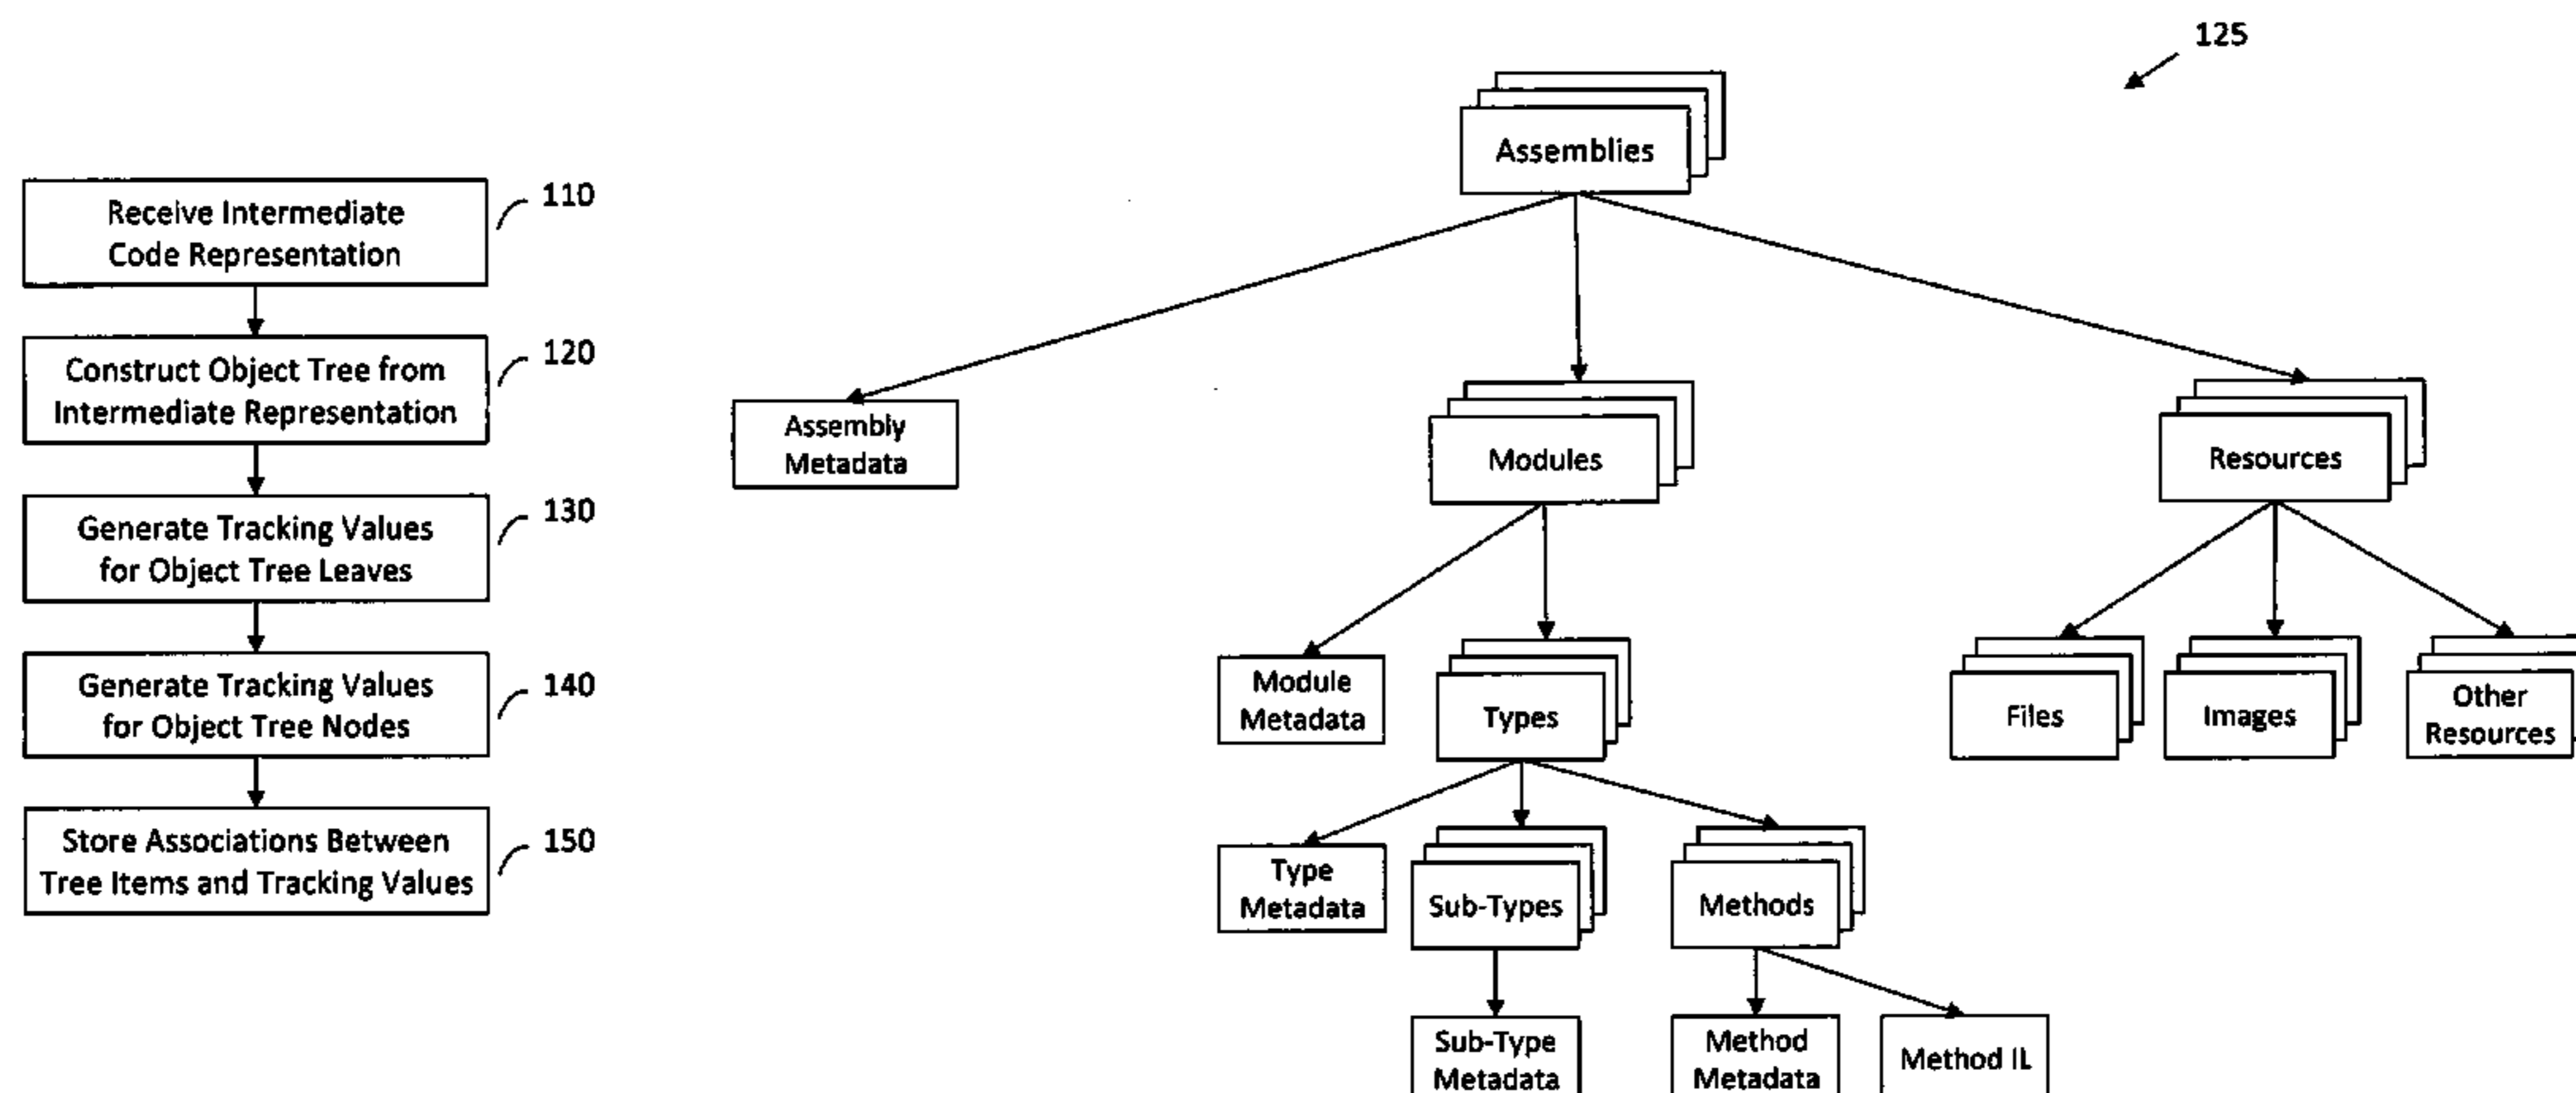 110
Receive Intermediate
Code Representation
120
Construct Object Tree from
Intermediate Representation
130
Generate Tracking Values
for Object Tree Leaves
140
Generate Tracking Values
for Object Tree Nodes
150
Store Associations Between
Tree Items and Tracking Values
125
Assemblies
Assembly
Metadata
Modules
Resources
Module
Metadata
Types
Files
Images
Other
Resources
Type
Metadata
Sub-Types
Methods
Sub-Type
Metadata
Method
Metadata
Method IL